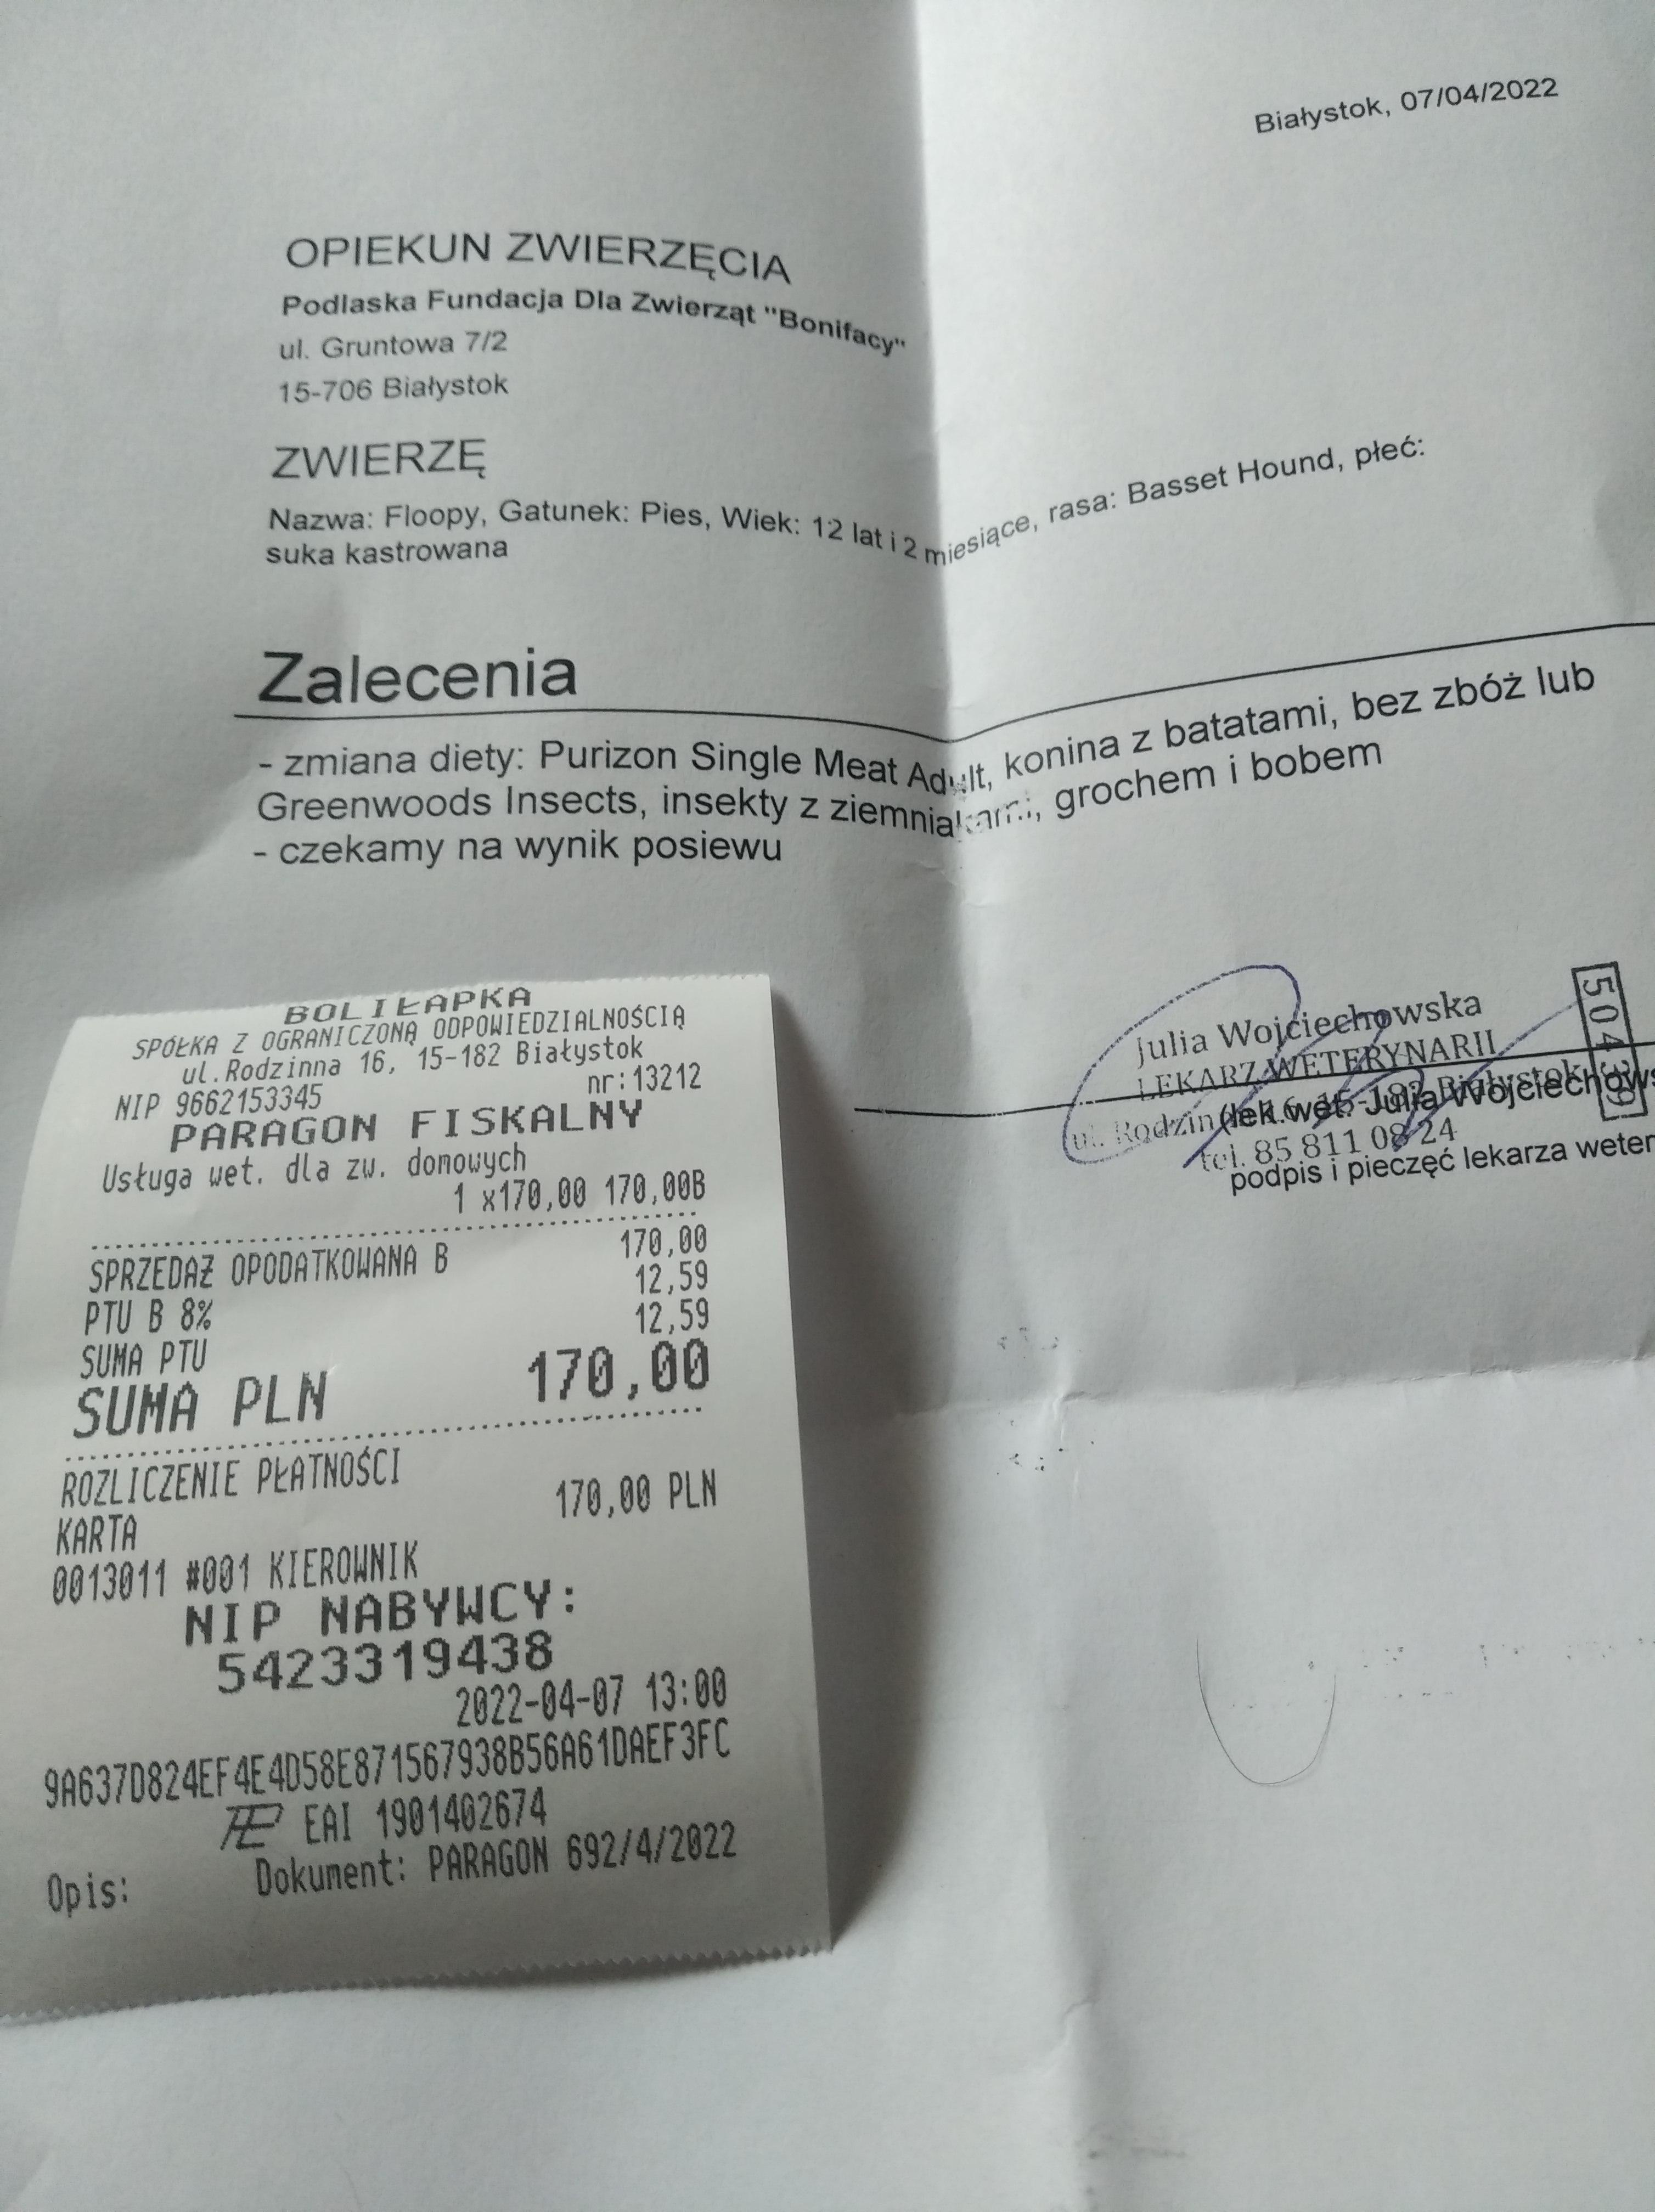 Białystok, 07/04/2022
OPIEKUN ZWIERZĘCIA
Podlaska Fundacja Dla Zwierząt "Bonifacy"
ul. Gruntowa 7/2
15-706 Białystok
ZWIERZĘ
Nazwa: Floopy, Gatunek: Pies, Wiek: 12 lat i 2 miesiące, rasa: Basset Hound, płeć:
suka kastrowana
Zalecenia
- zmiana diety: Purizon Single Meat Adult, konina z batatami, bez zbóż lub
Greenwoods Insects, insekty z ziemniakami, grochem i bobem
- czekamy na wynik posiewu
Julia Wojciechowska
LEKARZ WETERYNARII
ul. 15-182 Białystok
tel. 85 811 08 24
(lek.wet. Julia Wojciechows
podpis i pieczęć lekarza weter
BOLIŁAPKA
SPÓŁKA Z OGRANICZONĄ ODPOWIEDZIALNOŚCIĄ
ul.Rodzinna 16, 15-182 Białystok
NIP 9662153345 nr:13212
PARAGON FISKALNY
Usługa wet. dla zw. domowych
1 x170,00 170,00B
SPRZEDAŻ OPODATKOWANA B 170,00
PTU B 8% 12,59
SUMA PTU 12,59
SUMA PLN 170,00
ROZLICZENIE PŁATNOŚCI
KARTA 170,00 PLN
0013011 #001 KIEROWNIK
NIP NABYWCY:
5423319438
2022-04-07 13:00
9A637D824EF4E4D58E871567938B56A61DAEF3FC
EAI 1901402674
Opis: Dokument: PARAGON 692/4/2022